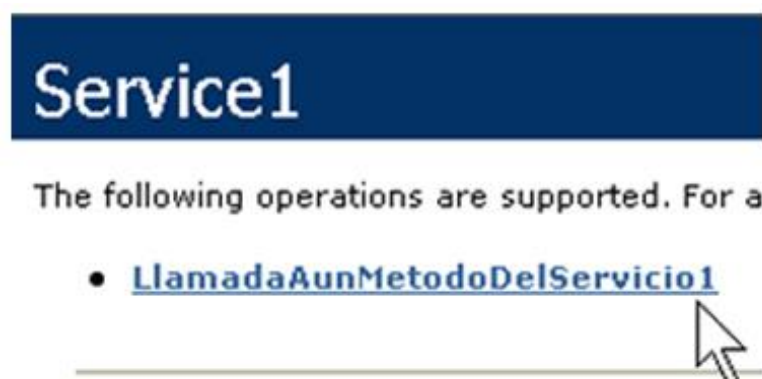 Service1
The following operations are supported. For a
LlamadaAunMetodoDelServicio1